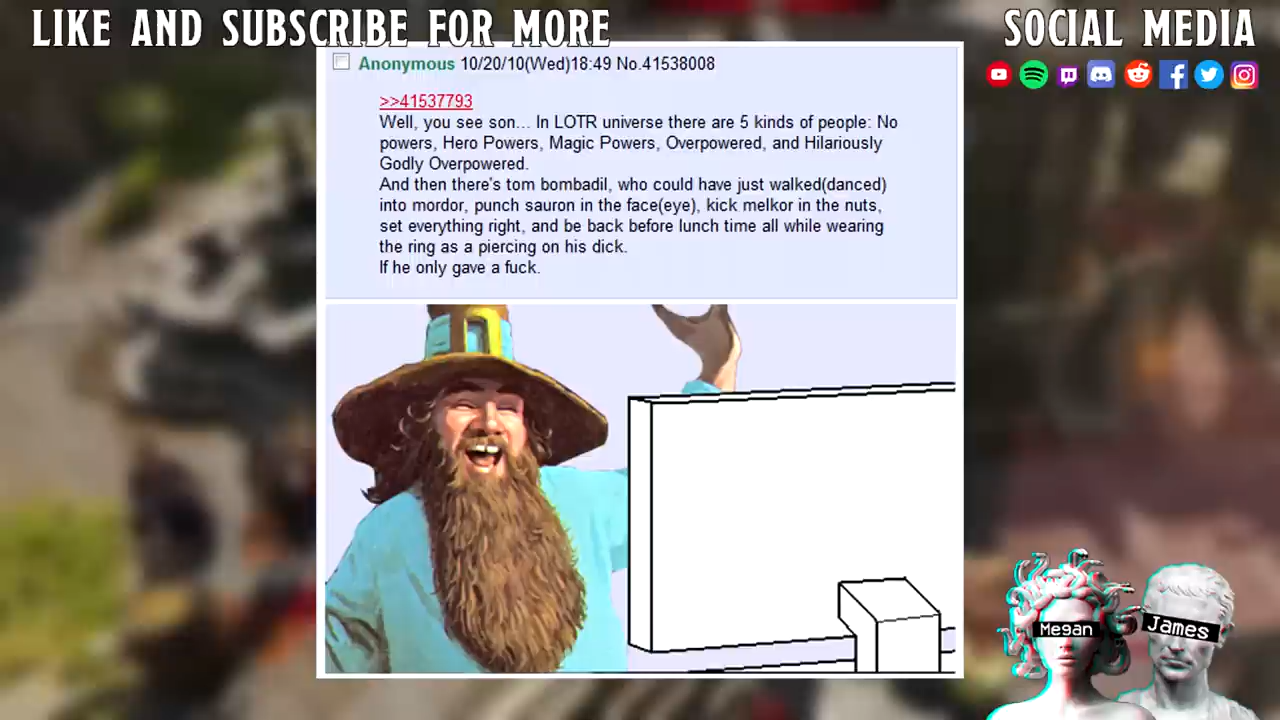 LIKE AND SUBSCRIBE FOR MORE
SOCIAL MEDIA
Anonymous 10/20/10(Wed)18:49 No.41538008
>>41537793
Well, you see son... In LOTR universe there are 5 kinds of people: No
powers, Hero Powers, Magic Powers, Overpowered, and Hilariously
Godly Overpowered.
And then there's tom bombadil, who could have just walked(danced)
into mordor, punch sauron in the face(eye), kick melkor in the nuts,
set everything right, and be back before lunch time all while wearing
the ring as a piercing on his dick.
If he only gave a fuck.
Megan
James